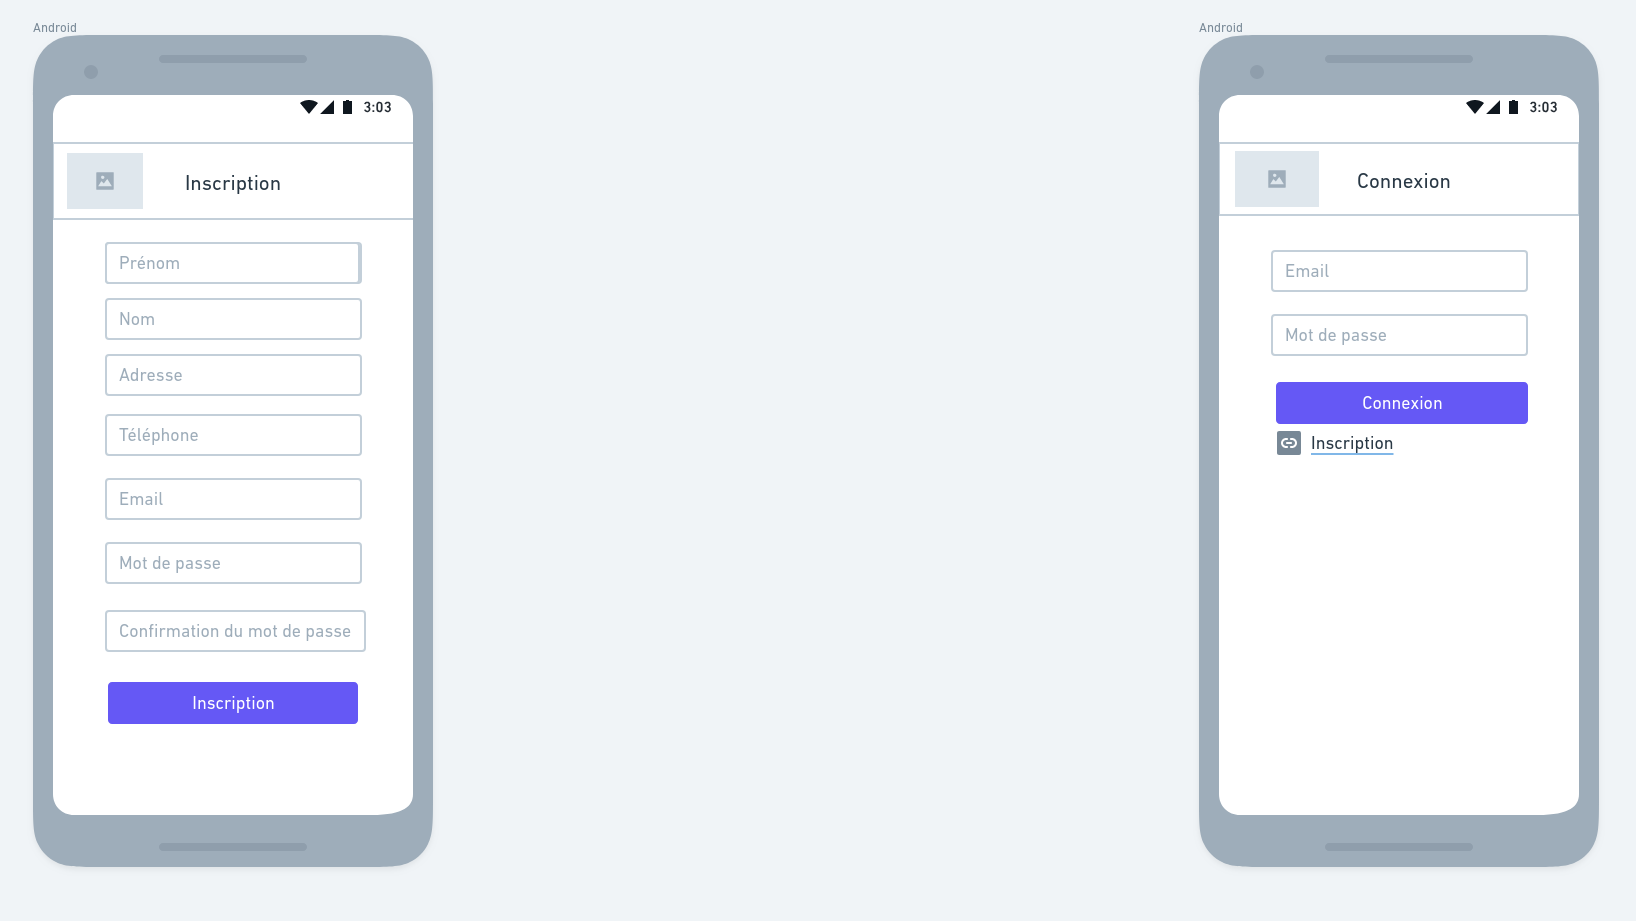 Android
3:03
Inscription
Prénom
Nom
Adresse
Téléphone
Email
Mot de passe
Confirmation du mot de passe
Inscription
Android
3:03
Connexion
Email
Mot de passe
Connexion
Inscription